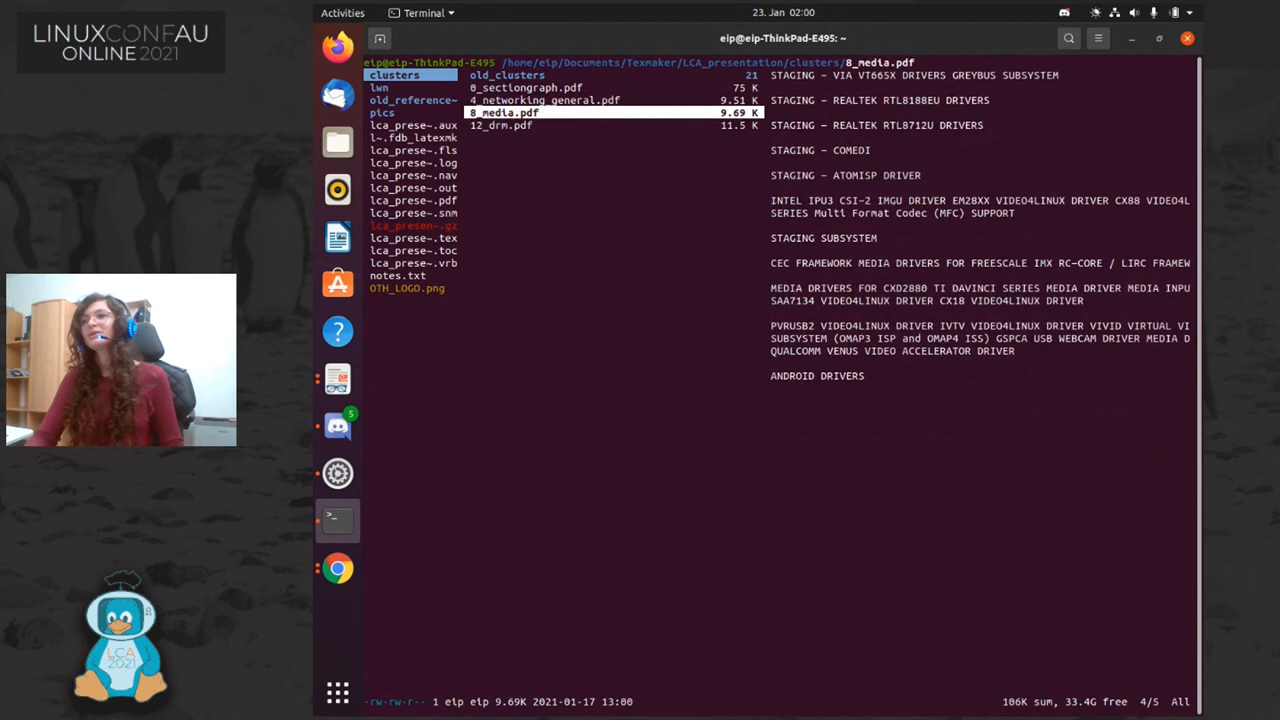 LINUXCONFAU
ONLINE 2021
Activities
Terminal
23. Jan 02:00
eip@eip-ThinkPad-E495: ~
eip@eip-ThinkPad-E495 /home/eip/Documents/Texmaker/LCA_presentation/clusters/8_media.pdf
clusters
lwn
old_reference~
pics
lca_prese~.aux
l~.fdb_latexmk
lca_prese~.fls
lca_prese~.log
lca_prese~.nav
lca_prese~.out
lca_prese~.pdf
lca_prese~.snm
lca_presen~.gz
lca_prese~.tex
lca_prese~.toc
lca_prese~.vrb
notes.txt
OTH_LOGO.png
old_clusters 21
0_sectiongraph.pdf 75 K
4_networking_general.pdf 9.51 K
8_media.pdf 9.69 K
12_drm.pdf 11.5 K
STAGING - VIA VT665X DRIVERS GREYBUS SUBSYSTEM
STAGING - REALTEK RTL8188EU DRIVERS
STAGING - REALTEK RTL8712U DRIVERS
STAGING - COMEDI
STAGING - ATOMISP DRIVER
INTEL IPU3 CSI-2 IMGU DRIVER EM28XX VIDEO4LINUX DRIVER CX88 VIDEO4L
SERIES Multi Format Codec (MFC) SUPPORT
STAGING SUBSYSTEM
CEC FRAMEWORK MEDIA DRIVERS FOR FREESCALE IMX RC-CORE / LIRC FRAMEW
MEDIA DRIVERS FOR CXD2880 TI DAVINCI SERIES MEDIA DRIVER MEDIA INPU
SAA7134 VIDEO4LINUX DRIVER CX18 VIDEO4LINUX DRIVER
PVRUSB2 VIDEO4LINUX DRIVER IVTV VIDEO4LINUX DRIVER VIVID VIRTUAL VI
SUBSYSTEM (OMAP3 ISP and OMAP4 ISS) GSPCA USB WEBCAM DRIVER MEDIA D
QUALCOMM VENUS VIDEO ACCELERATOR DRIVER
ANDROID DRIVERS
5
LCA
2021
-rw-rw-r-- 1 eip eip 9.69K 2021-01-17 13:00
106K sum, 33.4G free 4/5 All